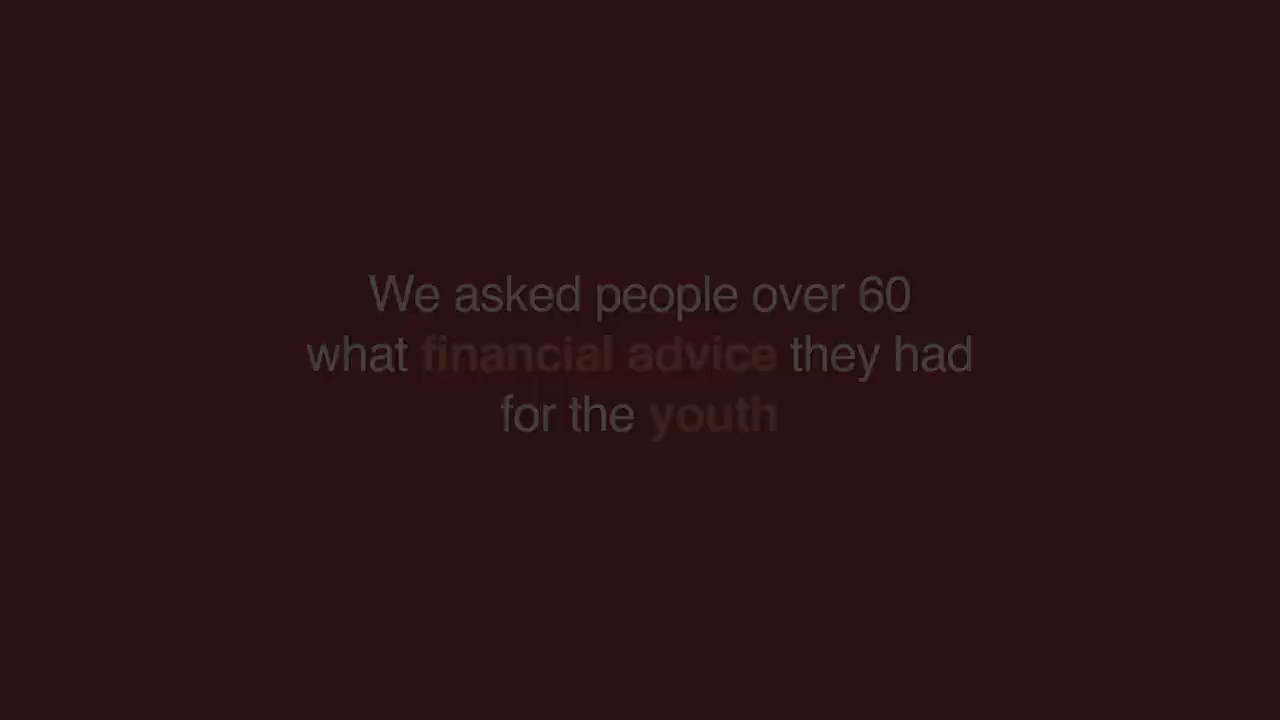 We asked people over 60
what financial advice they had
for the youth